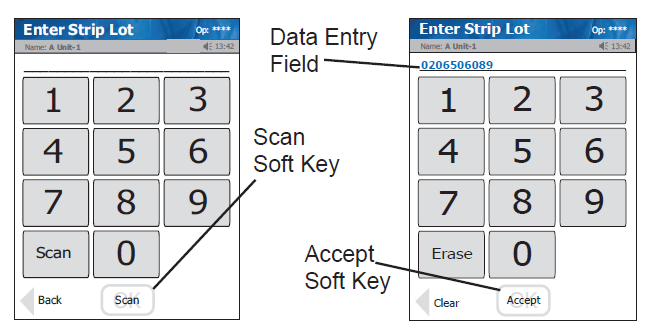 Enter Strip Lot Op: ****
Name: A Unit-1 13:42
1 2 3
4 5 6
7 8 9
Scan 0
Back Scan
Data Entry
Field
Scan
Soft Key
Accept
Soft Key
Enter Strip Lot Op: ****
Name: A Unit-1 13:42
0206506089
1 2 3
4 5 6
7 8 9
Erase 0
Clear Accept